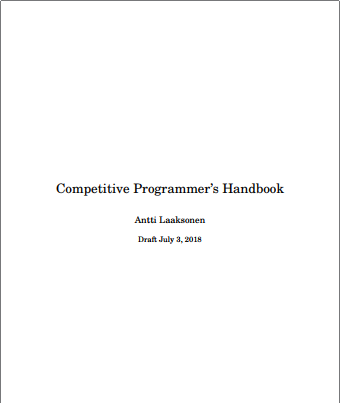 Competitive Programmer's Handbook
Antti Laaksonen
Draft July 3, 2018